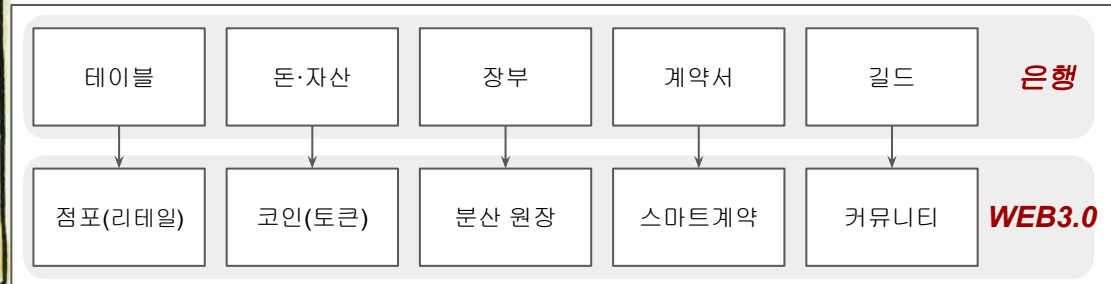 테이블
돈·자산
장부
계약서
길드
은행
점포(리테일)
코인(토큰)
분산 원장
스마트계약
커뮤니티
WEB3.0